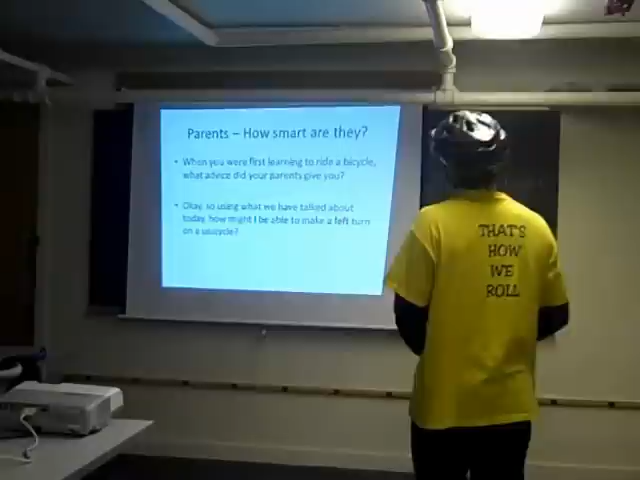 Parents – How smart are they?
• When you were first learning to ride a bicycle,
what advice did your parents give you?
• Okay, so using what we have talked about
today, how might I be able to make a left turn
on a unicycle?
THAT'S
HOW
WE
ROLL